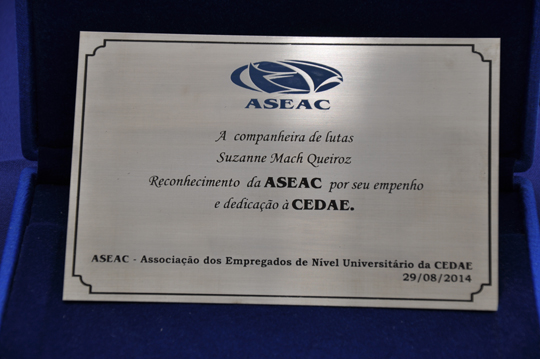 ASEAC
A companheira de lutas
Suzanne Mach Queiroz
Reconhecimento da ASEAC por seu empenho
e dedicação à CEDAE.
ASEAC - Associação dos Empregados de Nível Universitário da CEDAE
29/08/2014